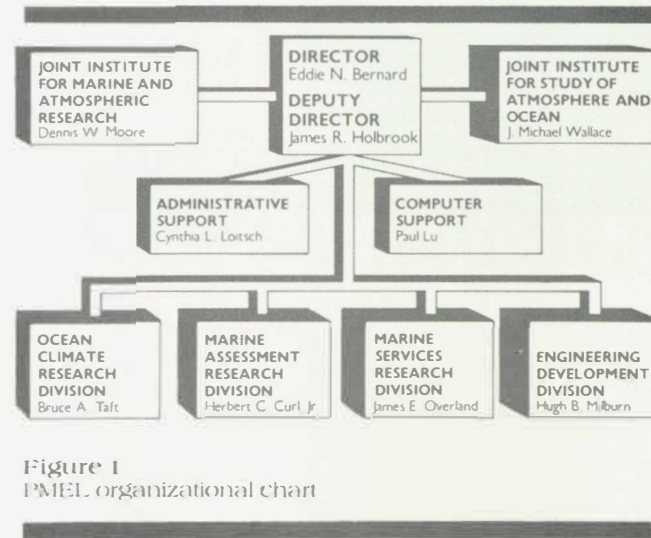 JOINT INSTITUTE
FOR MARINE AND
ATMOSPHERIC
RESEARCH
Dennis W. Moore
DIRECTOR
Eddie N. Bernard
DEPUTY
DIRECTOR
James R. Holbrook
JOINT INSTITUTE
FOR STUDY OF
ATMOSPHERE AND
OCEAN
J. Michael Wallace
ADMINISTRATIVE
SUPPORT
Cynthia L. Loitsch
COMPUTER
SUPPORT
Paul Lu
OCEAN
CLIMATE
RESEARCH
DIVISION
Bruce A. Taft
MARINE
ASSESSMENT
RESEARCH
DIVISION
Herbert C. Curl, Jr
MARINE
SERVICES
RESEARCH
DIVISION
James E. Overland
ENGINEERING
DEVELOPMENT
DIVISION
Hugh B. Milburn
Figure 1
PMEL organizational chart